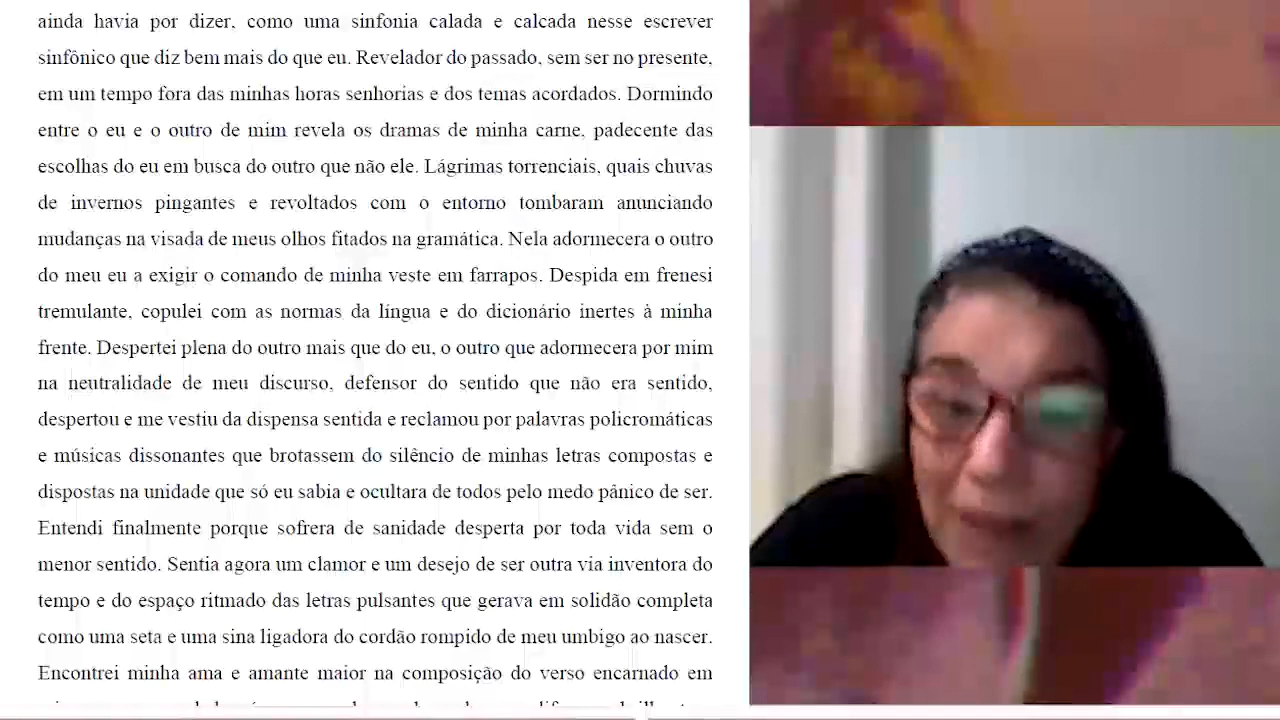 ainda havia por dizer, como uma sinfonia calada e calcada nesse escrever
sinfônico que diz bem mais do que eu. Revelador do passado, sem ser no presente,
em um tempo fora das minhas horas senhorias e dos temas acordados. Dormindo
entre o eu e o outro de mim revela os dramas de minha carne, padecente das
escolhas do eu em busca do outro que não ele. Lágrimas torrenciais, quais chuvas
de invernos pingantes e revoltados com o entorno tombaram anunciando
mudanças na visada de meus olhos fitados na gramática. Nela adormecera o outro
do meu eu a exigir o comando de minha veste em farrapos. Despida em frenesi
tremulante, copulei com as normas da língua e do dicionário inertes à minha
frente. Despertei plena do outro mais que do eu, o outro que adormecera por mim
na neutralidade de meu discurso, defensor do sentido que não era sentido,
despertou e me vestiu da dispensa sentida e reclamou por palavras policromáticas
e músicas dissonantes que brotassem do silêncio de minhas letras compostas e
dispostas na unidade que só eu sabia e ocultara de todos pelo medo pânico de ser.
Entendi finalmente porque sofrera de sanidade desperta por toda vida sem o
menor sentido. Sentia agora um clamor e um desejo de ser outra via inventora do
tempo e do espaço ritmado das letras pulsantes que gerava em solidão completa
como uma seta e uma sina ligadora do cordão rompido de meu umbigo ao nascer.
Encontrei minha ama e amante maior na composição do verso encarnado em